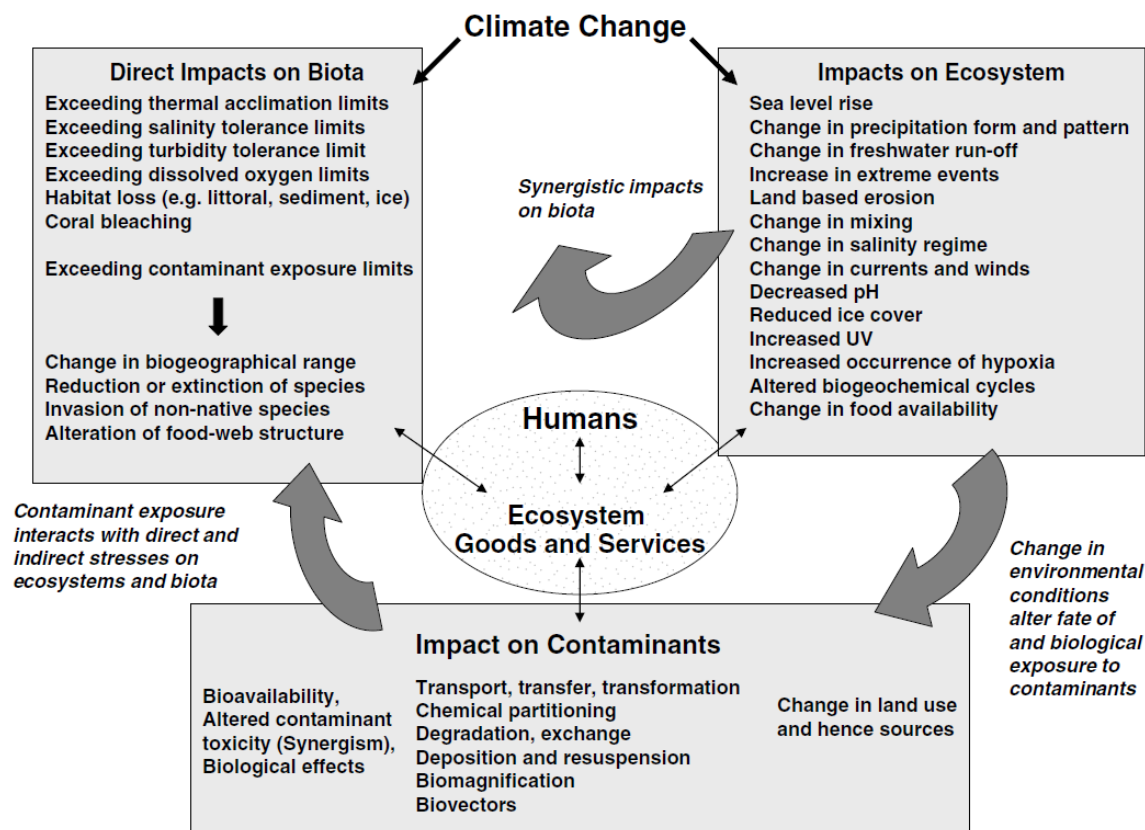 Climate Change
Direct Impacts on Biota
Exceeding thermal acclimation limits
Exceeding salinity tolerance limits
Exceeding turbidity tolerance limit
Exceeding dissolved oxygen limits
Habitat loss (e.g. littoral, sediment, ice)
Coral bleaching
Exceeding contaminant exposure limits
Change in biogeographical range
Reduction or extinction of species
Invasion of non-native species
Alteration of food-web structure
Synergistic impacts
on biota
Impacts on Ecosystem
Sea level rise
Change in precipitation form and pattern
Change in freshwater run-off
Increase in extreme events
Land based erosion
Change in mixing
Change in salinity regime
Change in currents and winds
Decreased pH
Reduced ice cover
Increased UV
Increased occurrence of hypoxia
Altered biogeochemical cycles
Change in food availability
Humans
Ecosystem
Goods and Services
Contaminant exposure
interacts with direct and
indirect stresses on
ecosystems and biota
Change in
environmental
conditions
alter fate of
and biological
exposure to
contaminants
Impact on Contaminants
Bioavailability,
Altered contaminant
toxicity (Synergism),
Biological effects
Transport, transfer, transformation
Chemical partitioning
Degradation, exchange
Deposition and resuspension
Biomagnification
Biovectors
Change in land use
and hence sources